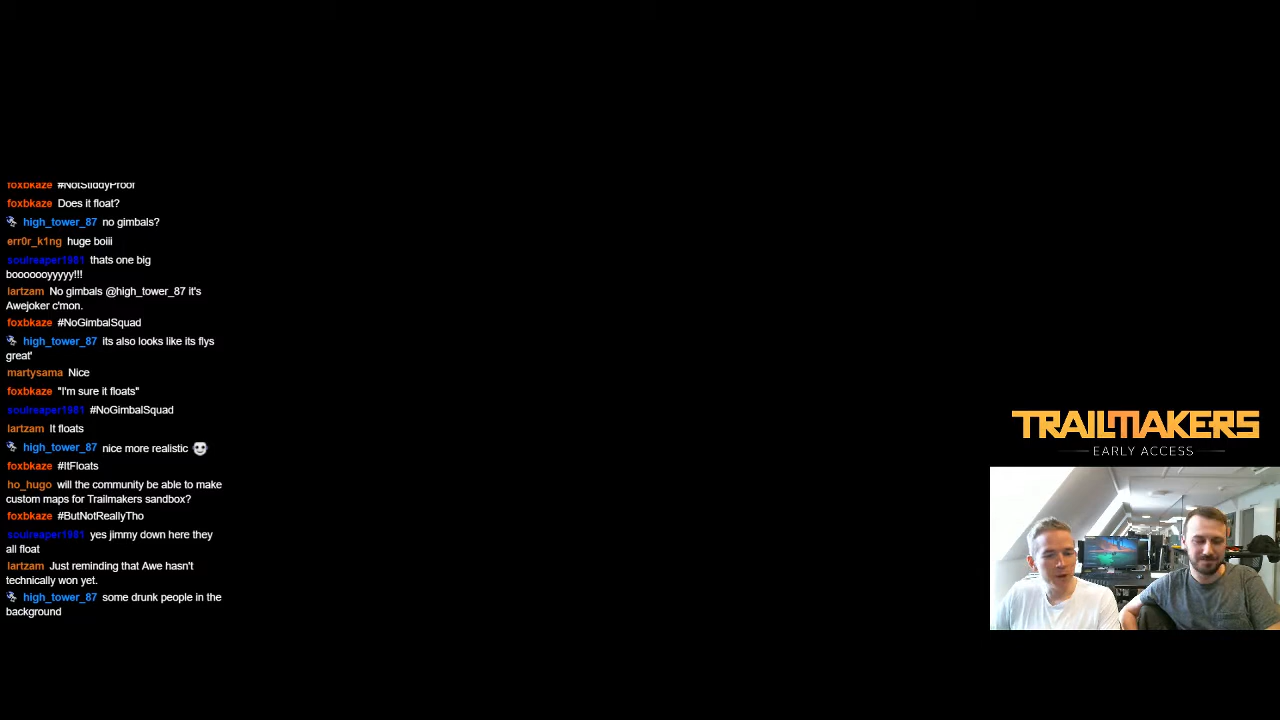 foxbkaze #NotSliddyProof
foxbkaze Does it float?
high_tower_87 no gimbals?
err0r_k1ng huge boiii
soulreaper1981 thats one big
booooooyyyyy!!!
lartzam No gimbals @high_tower_87 it's
Awejoker c'mon.
foxbkaze #NoGimbalSquad
high_tower_87 its also looks like its flys
great'
martysama Nice
foxbkaze "I'm sure it floats"
soulreaper1981 #NoGimbalSquad
lartzam It floats
high_tower_87 nice more realistic
foxbkaze #ItFloats
ho_hugo will the community be able to make
custom maps for Trailmakers sandbox?
foxbkaze #ButNotReallyTho
soulreaper1981 yes jimmy down here they
all float
lartzam Just reminding that Awe hasn't
technically won yet.
high_tower_87 some drunk people in the
background
TRAILMAKERS
EARLY ACCESS